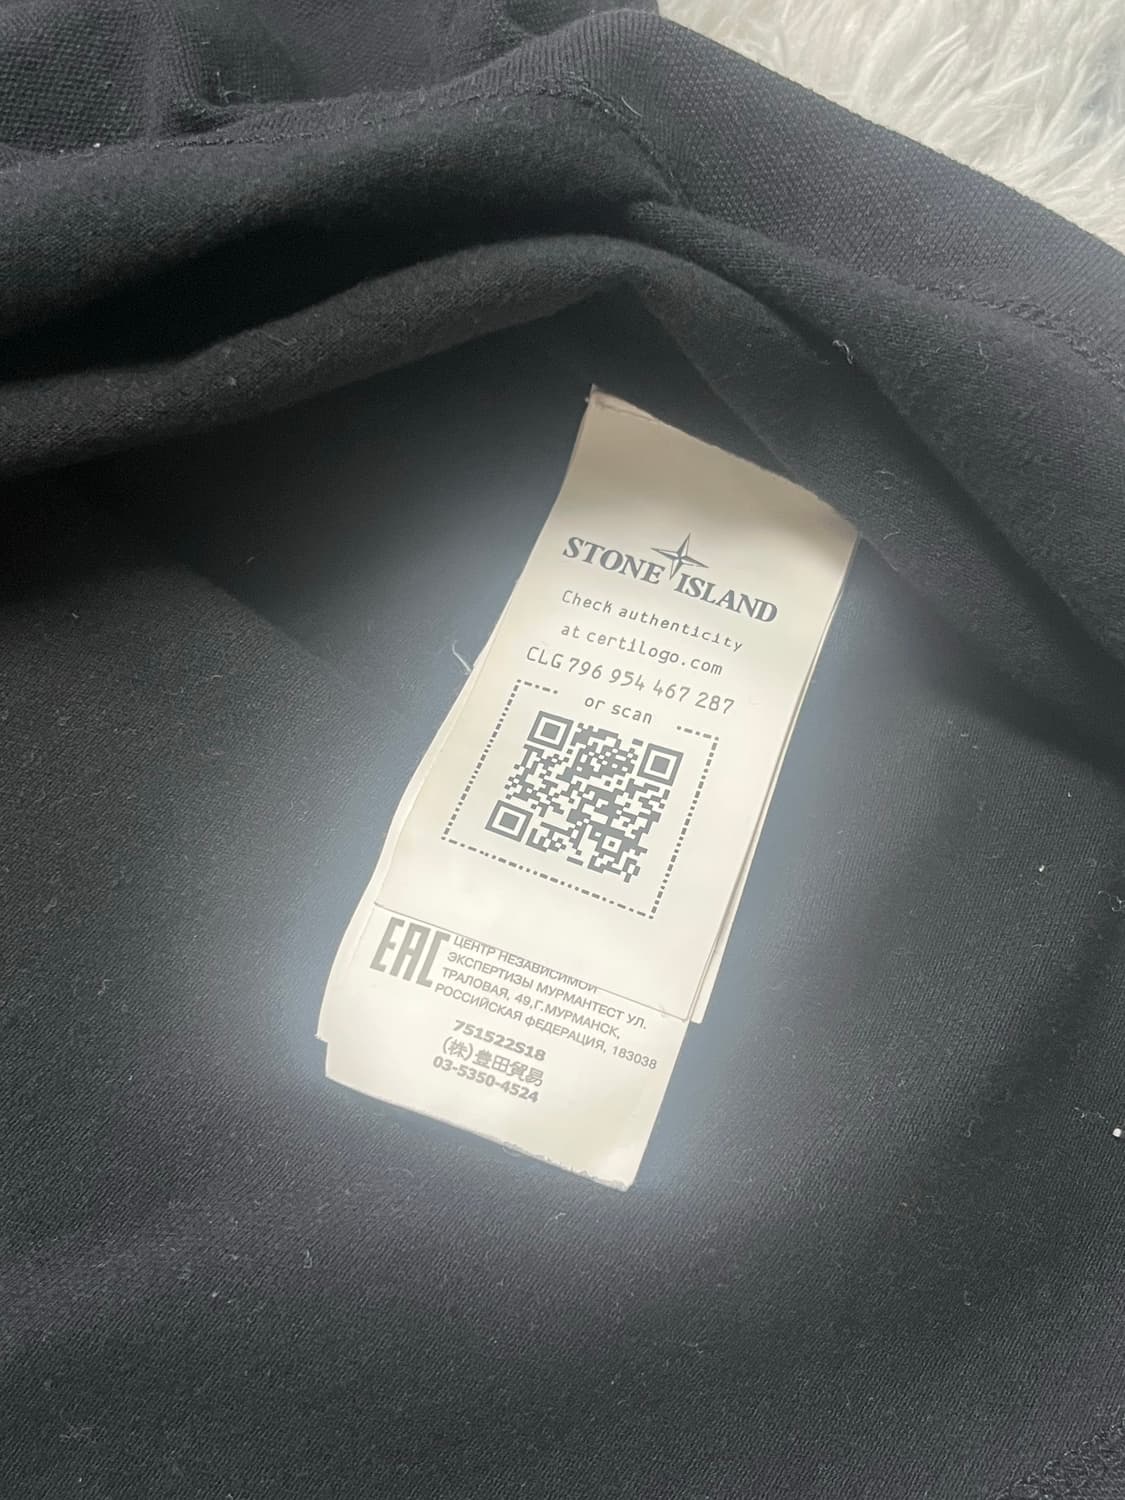 STONE ISLAND
Check authenticity
at certilogo.com
CLG 796 954 467 287
or scan
EAC
ЦЕНТР НЕЗАВИСИМОЙ
ЭКСПЕРТИЗЫ МУРМАНТЕСТ УЛ.
ТРАЛОВАЯ, 49,Г.МУРМАНСК,
РОССИЙСКАЯ ФЕДЕРАЦИЯ, 183038
751522S18
(株)豊田貿易
03-5350-4524